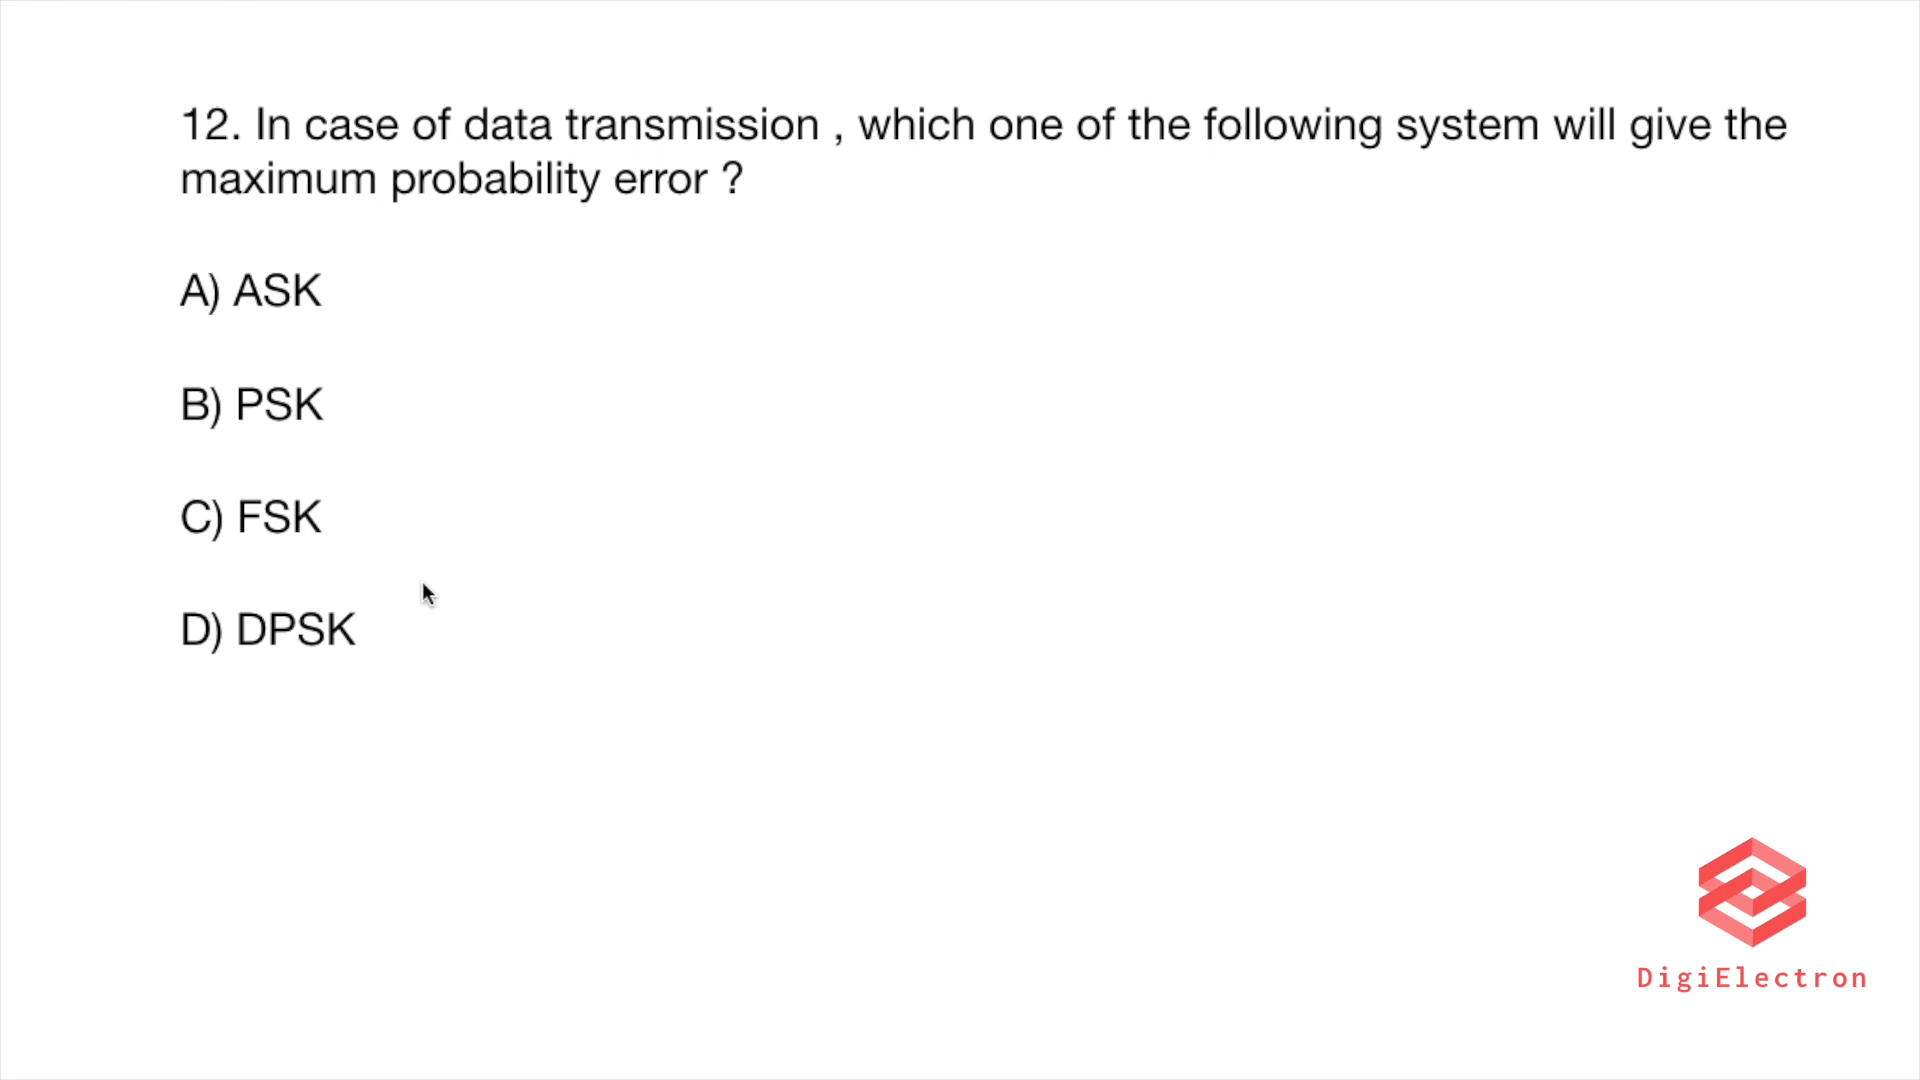 12. In case of data transmission , which one of the following system will give the
maximum probability error ?
A) ASK
B) PSK
C) FSK
D) DPSK
DigiElectron